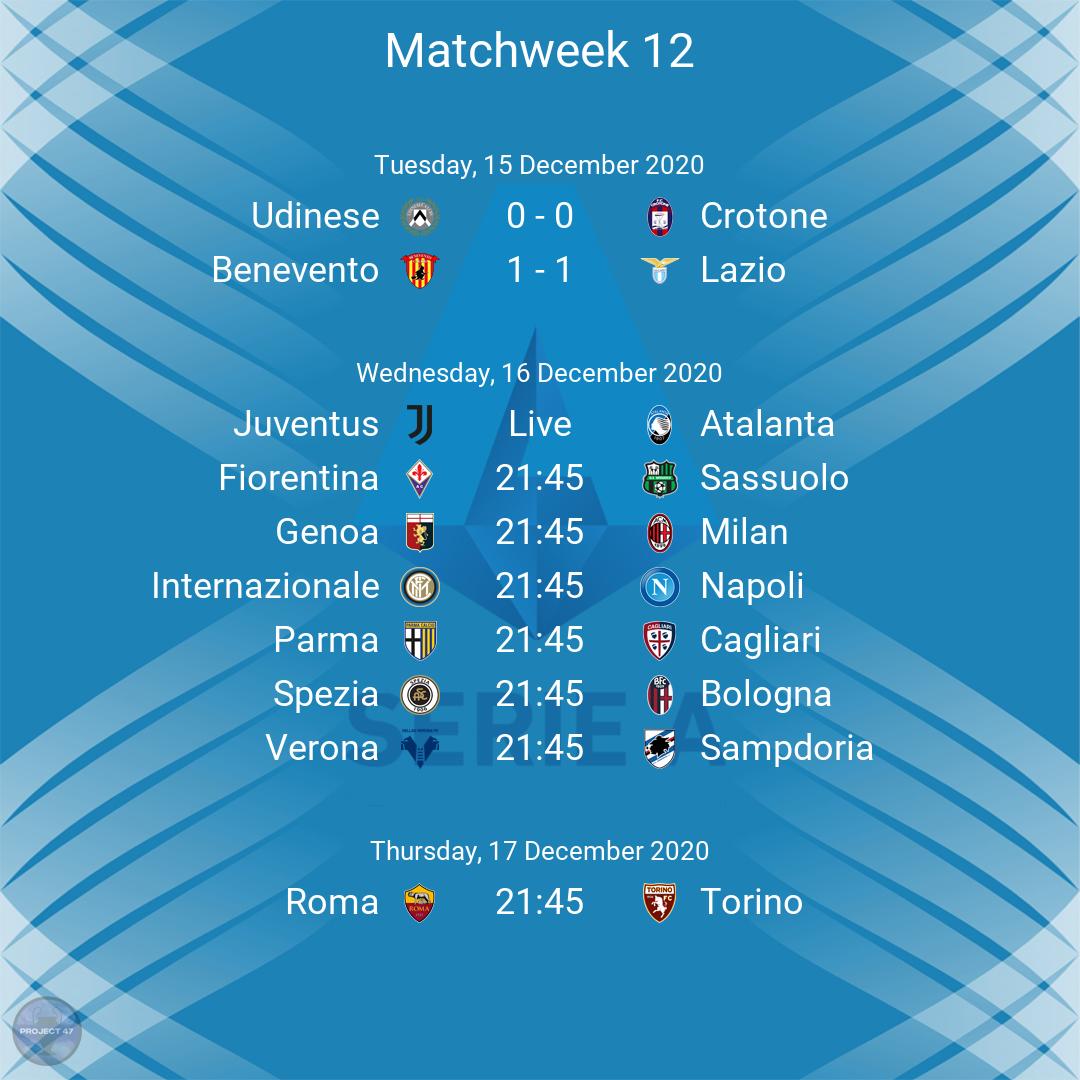 Matchweek 12
Tuesday, 15 December 2020
Udinese 0 - 0 Crotone
Benevento 1 - 1 Lazio
Wednesday, 16 December 2020
Juventus Live Atalanta
Fiorentina 21:45 Sassuolo
Genoa 21:45 Milan
Internazionale 21:45 Napoli
Parma 21:45 Cagliari
Spezia 21:45 Bologna
SERIE A
Verona 21:45 Sampdoria
Thursday, 17 December 2020
Roma 21:45 Torino
PROJECT 47